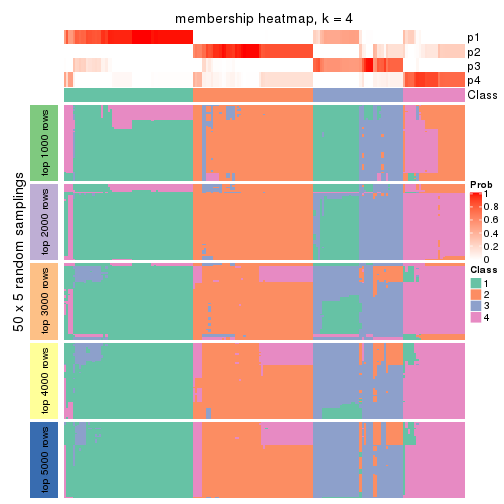 membership heatmap, k = 4
p1
p2
p3
p4
Class
50 x 5 random samplings
top 1000 rows
top 2000 rows
top 3000 rows
top 4000 rows
top 5000 rows
Prob
1
0.8
0.6
0.4
0.2
0
Class
1
2
3
4